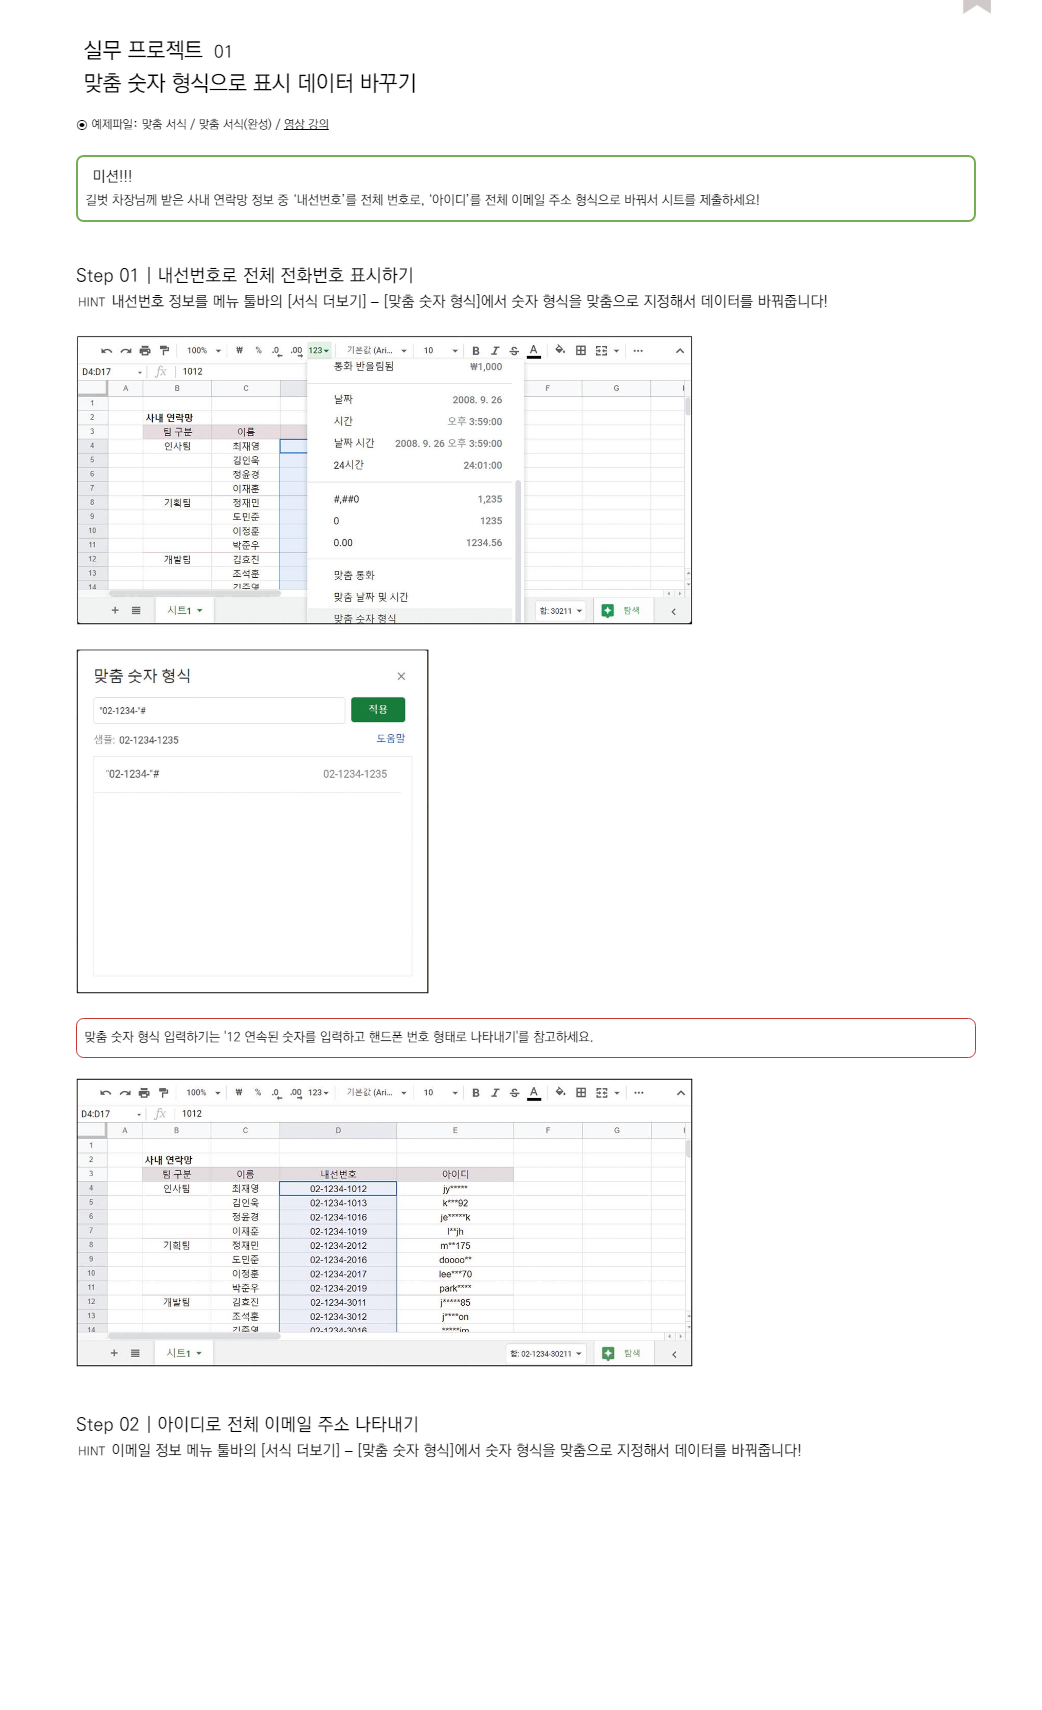 실무 프로젝트 01
맞춤 숫자 형식으로 표시 데이터 바꾸기
예제파일: 맞춤 서식 / 맞춤 서식(완성) / 영상 강의
미션!!!
길벗 차장님께 받은 사내 연락망 정보 중 '내선번호'를 전체 번호로, '아이디'를 전체 이메일 주소 형식으로 바꿔서 시트를 제출하세요!
Step 01 | 내선번호로 전체 전화번호 표시하기
HINT 내선번호 정보를 메뉴 툴바의 [서식 더보기] – [맞춤 숫자 형식]에서 숫자 형식을 맞춤으로 지정해서 데이터를 바꿔줍니다!
100% ₩ % .0 .00 123 기본값 (Ari... 10 B I S A ...
D4:D17 fx 1012
통화 반올림됨 ₩1,000
A B C F G
1
날짜 2008. 9. 26
2 사내 연락망
시간 오후 3:59:00
3 팀 구분 이름
4 인사팀 최재영
날짜 시간 2008. 9. 26 오후 3:59:00
5 김인욱
24시간 24:01:00
6 정윤경
7 이재훈
#,##0 1,235
8 기획팀 정재민
9 도민준
0 1235
10 이정훈
0.00 1234.56
11 박준우
12 개발팀 김효진
13 조석훈
맞춤 통화
14 김주영
맞춤 날짜 및 시간
맞춤 숫자 형식
+ 시트1 합: 30211 탐색
맞춤 숫자 형식 ×
"02-1234-"# 적용
샘플: 02-1234-1235 도움말
"02-1234-"# 02-1234-1235
맞춤 숫자 형식 입력하기는 '12 연속된 숫자를 입력하고 핸드폰 번호 형태로 나타내기'를 참고하세요.
100% ₩ % .0 .00 123 기본값 (Ari... 10 B I S A ...
D4:D17 fx 1012
A B C D E F G
1
2 사내 연락망
3 팀 구분 이름 내선번호 아이디
4 인사팀 최재영 02-1234-1012 jy*****
5 김인욱 02-1234-1013 k***92
6 정윤경 02-1234-1016 je*****k
7 이재훈 02-1234-1019 l**jh
8 기획팀 정재민 02-1234-2012 m**175
9 도민준 02-1234-2016 doooo**
10 이정훈 02-1234-2017 lee***70
11 박준우 02-1234-2019 park****
12 개발팀 김효진 02-1234-3011 j*****85
13 조석훈 02-1234-3012 j****on
14 김주영 02-1234-3016 *****im
+ 시트1 합: 02-1234-30211 탐색
Step 02 | 아이디로 전체 이메일 주소 나타내기
HINT 이메일 정보 메뉴 툴바의 [서식 더보기] – [맞춤 숫자 형식]에서 숫자 형식을 맞춤으로 지정해서 데이터를 바꿔줍니다!